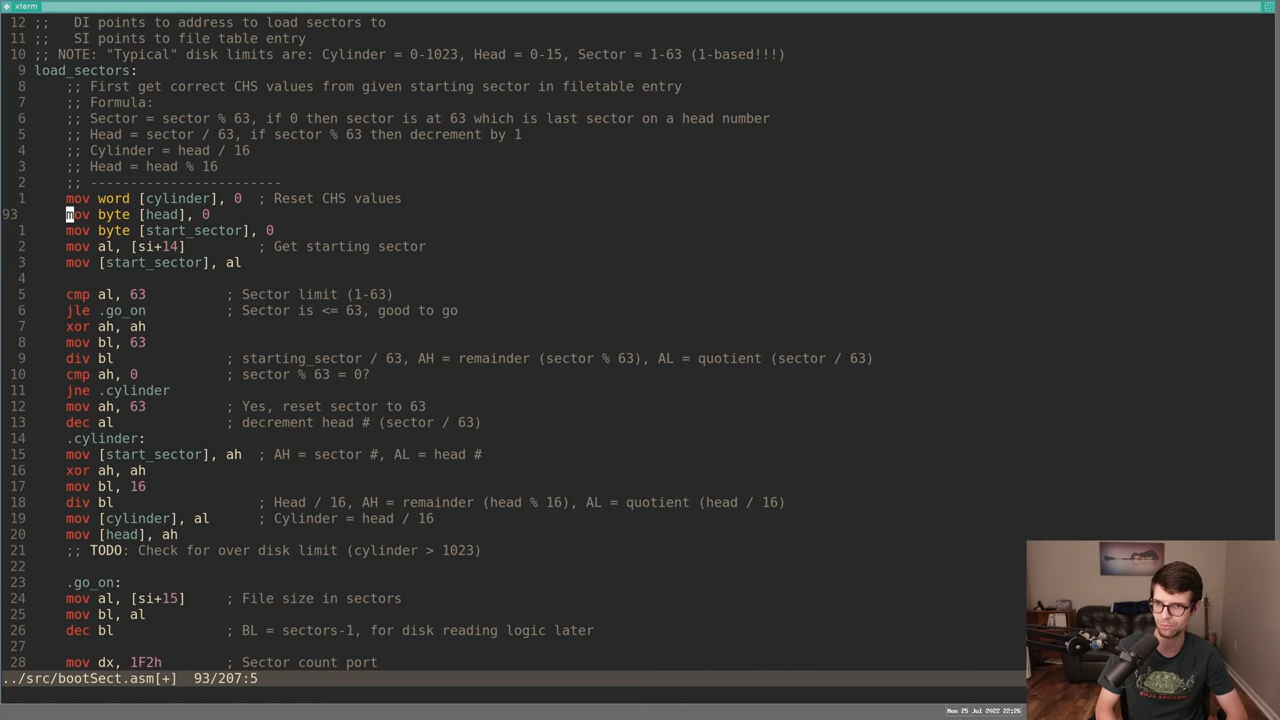 xterm
12 ;;   DI points to address to load sectors to
11 ;;   SI points to file table entry
10 ;; NOTE: "Typical" disk limits are: Cylinder = 0-1023, Head = 0-15, Sector = 1-63 (1-based!!!)
9 load_sectors:
8     ;; First get correct CHS values from given starting sector in filetable entry
7     ;; Formula:
6     ;; Sector = sector % 63, if 0 then sector is at 63 which is last sector on a head number
5     ;; Head = sector / 63, if sector % 63 then decrement by 1
4     ;; Cylinder = head / 16
3     ;; Head = head % 16
2     ;; ------------------------
1     mov word [cylinder], 0  ; Reset CHS values
93     mov byte [head], 0
1     mov byte [start_sector], 0
2     mov al, [si+14]         ; Get starting sector
3     mov [start_sector], al
4
5     cmp al, 63          ; Sector limit (1-63)
6     jle .go_on          ; Sector is <= 63, good to go
7     xor ah, ah
8     mov bl, 63
9     div bl              ; starting_sector / 63, AH = remainder (sector % 63), AL = quotient (sector / 63)
10     cmp ah, 0           ; sector % 63 = 0?
11     jne .cylinder
12     mov ah, 63          ; Yes, reset sector to 63
13     dec al              ; decrement head # (sector / 63)
14     .cylinder:
15     mov [start_sector], ah  ; AH = sector #, AL = head #
16     xor ah, ah
17     mov bl, 16
18     div bl                  ; Head / 16, AH = remainder (head % 16), AL = quotient (head / 16)
19     mov [cylinder], al      ; Cylinder = head / 16
20     mov [head], ah
21     ;; TODO: Check for over disk limit (cylinder > 1023)
22
23     .go_on:
24     mov al, [si+15]     ; File size in sectors
25     mov bl, al
26     dec bl              ; BL = sectors-1, for disk reading logic later
27
28     mov dx, 1F2h        ; Sector count port
../src/bootSect.asm[+]  93/207:5
Mon 25 Jul 2022 22:26